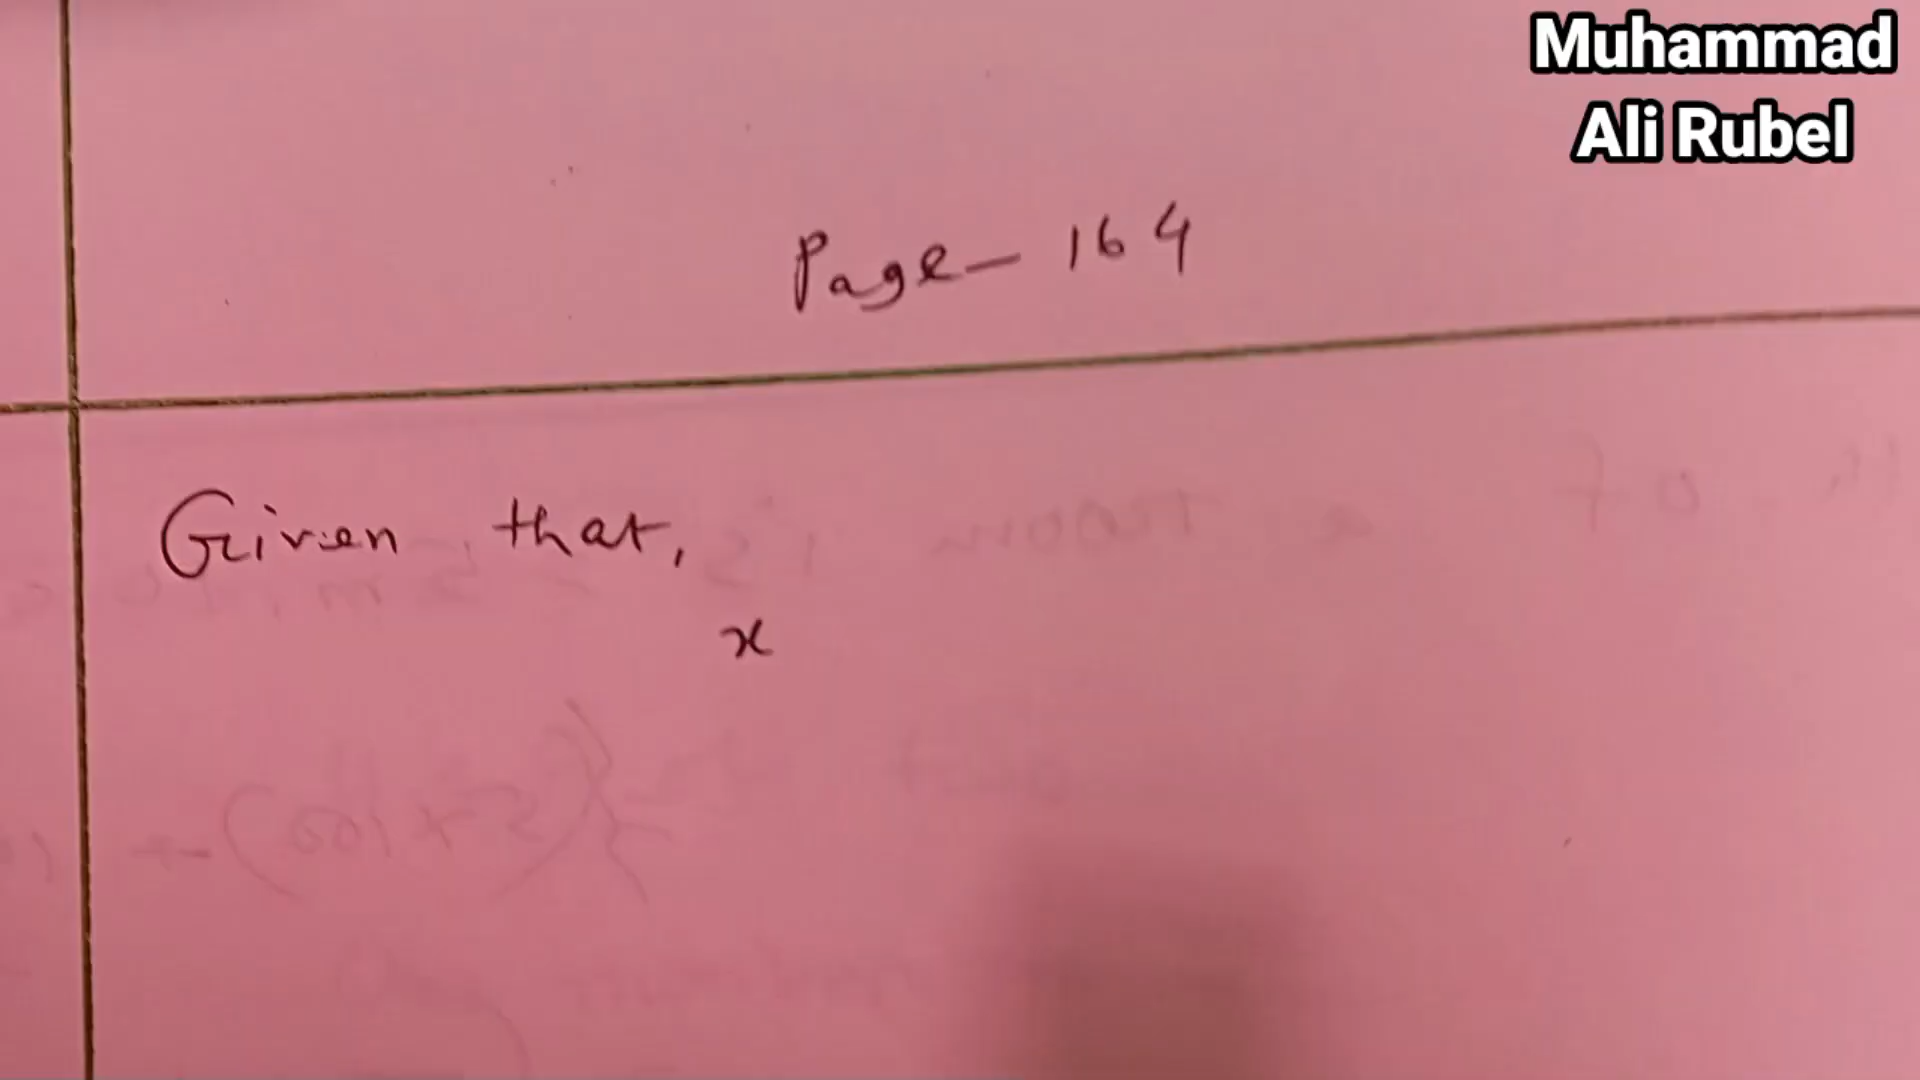 Muhammad
Ali Rubel
Page - 164
Given that,
x